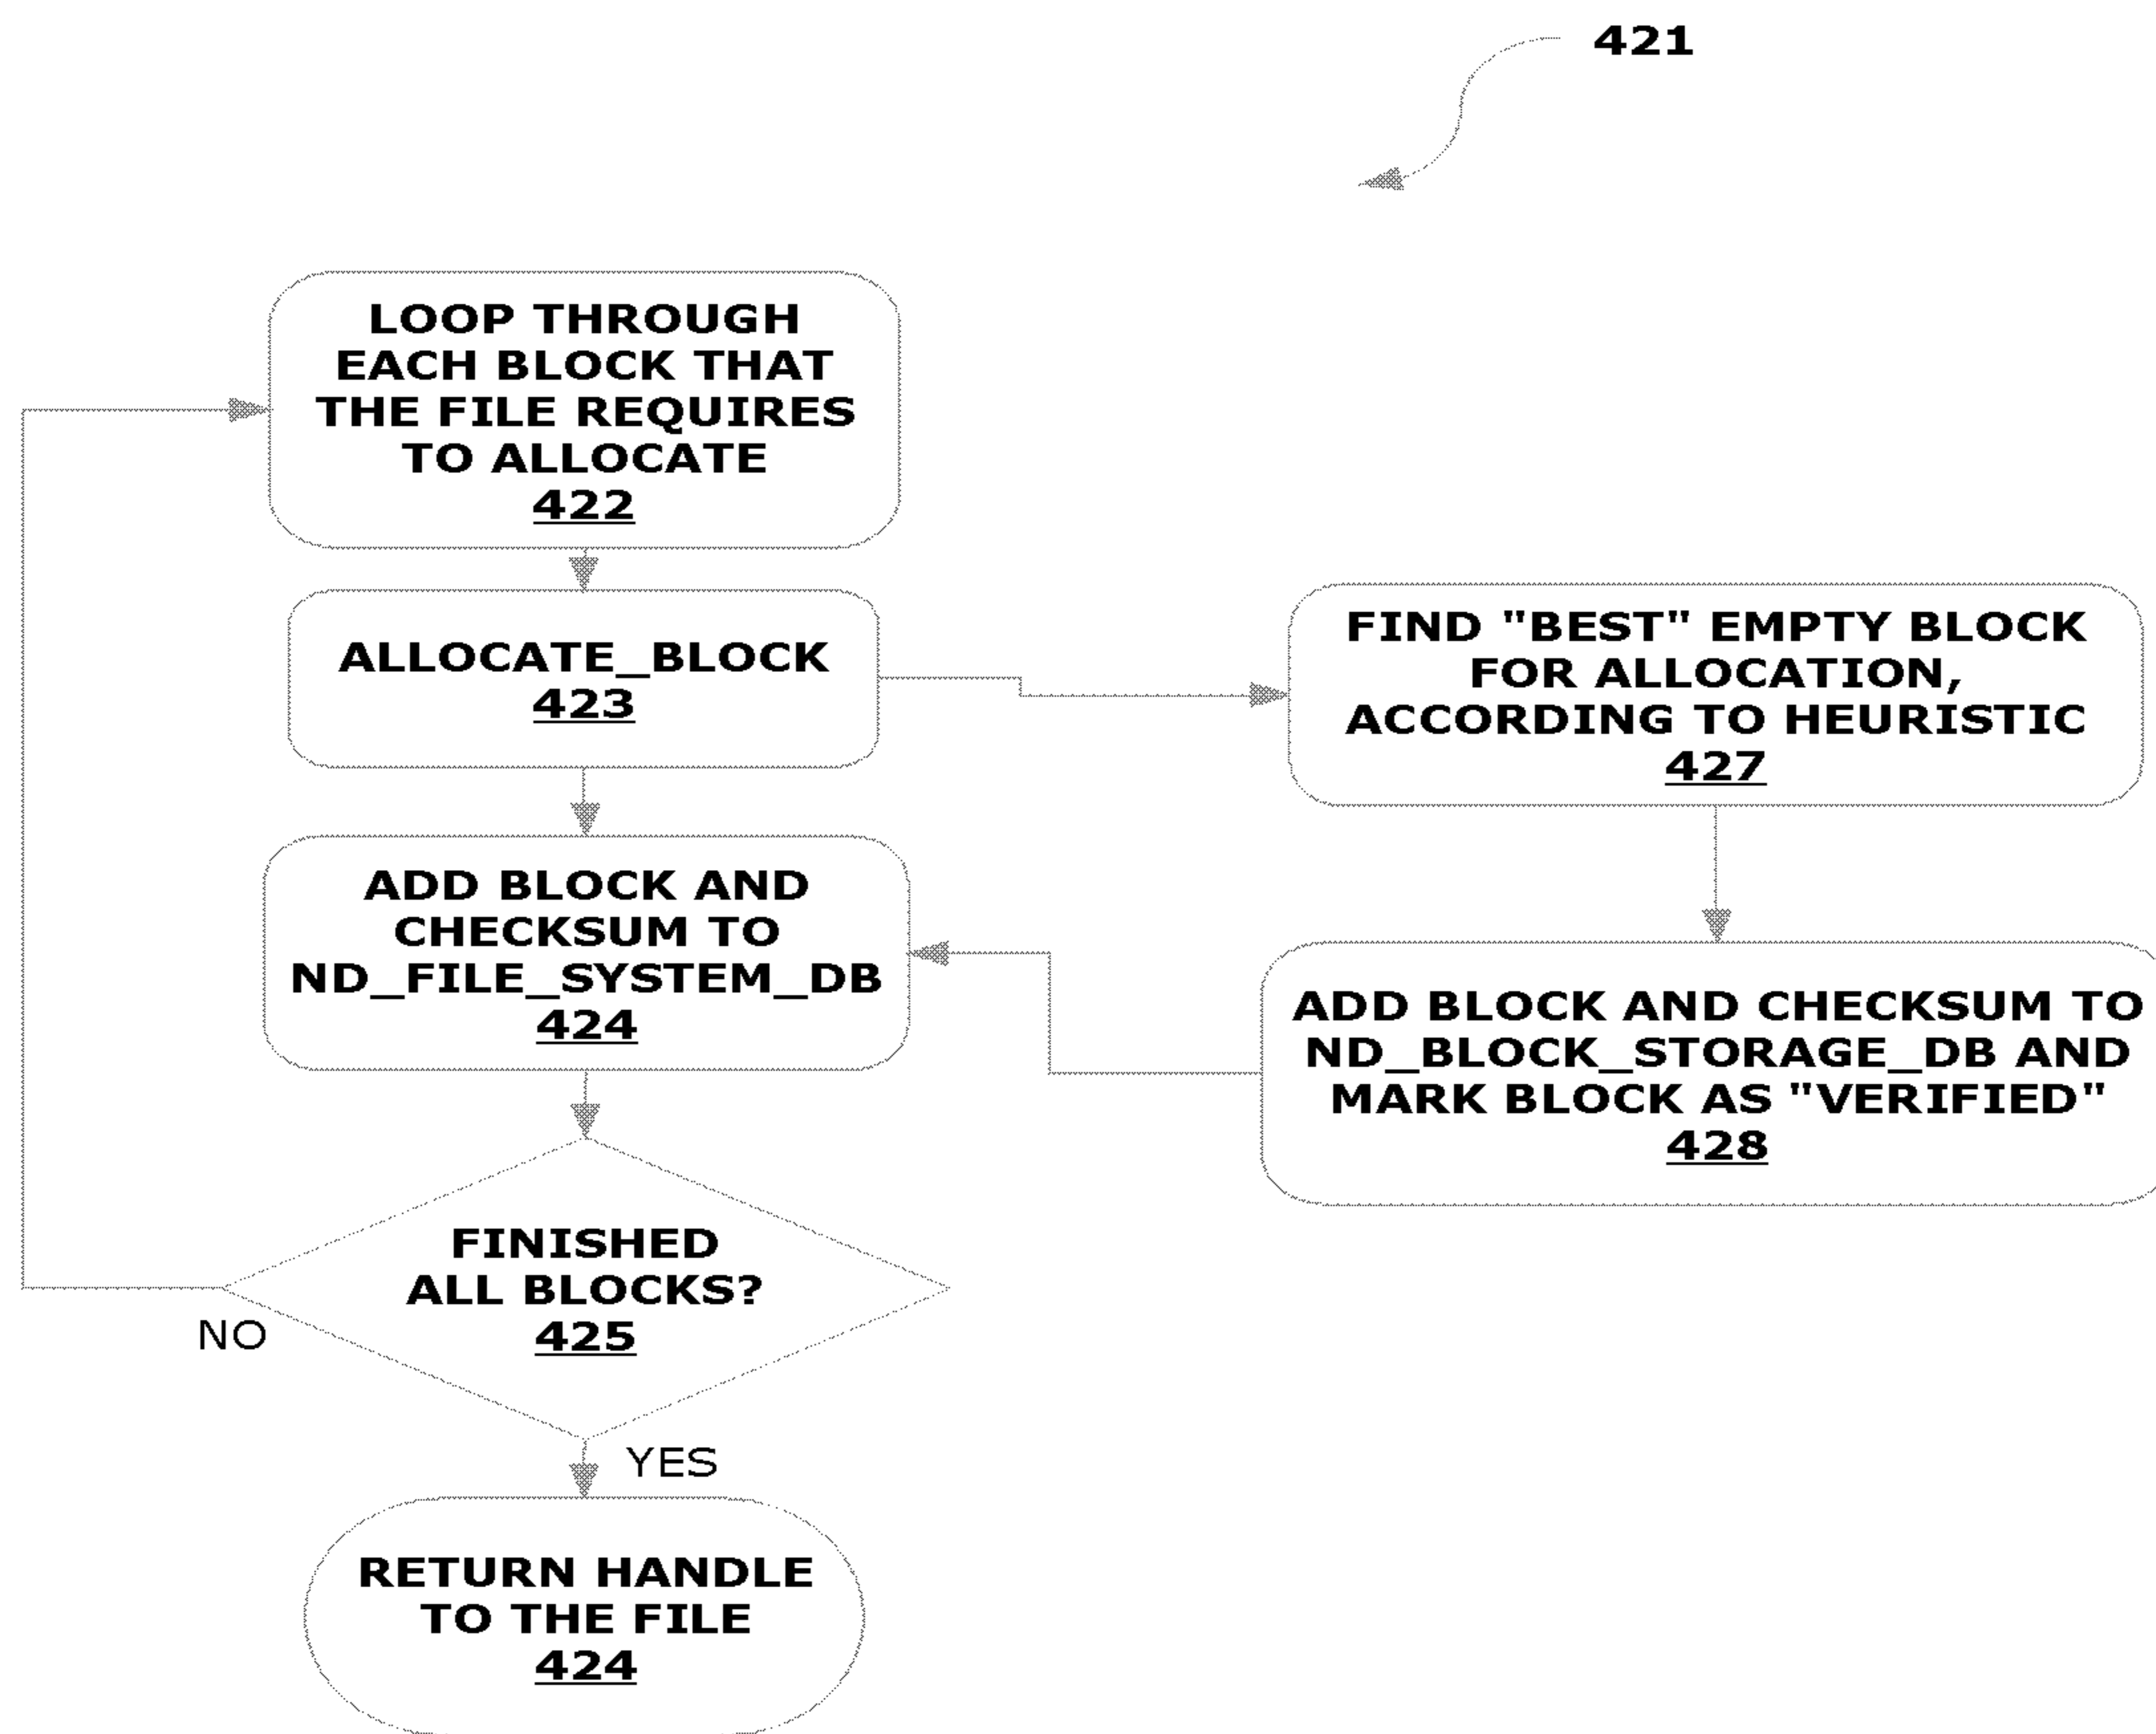 421
LOOP THROUGH
EACH BLOCK THAT
THE FILE REQUIRES
TO ALLOCATE
422
ALLOCATE_BLOCK
423
FIND "BEST" EMPTY BLOCK
FOR ALLOCATION,
ACCORDING TO HEURISTIC
427
ADD BLOCK AND
CHECKSUM TO
ND_FILE_SYSTEM_DB
424
ADD BLOCK AND CHECKSUM TO
ND_BLOCK_STORAGE_DB AND
MARK BLOCK AS "VERIFIED"
428
FINISHED
ALL BLOCKS?
425
NO
YES
RETURN HANDLE
TO THE FILE
424